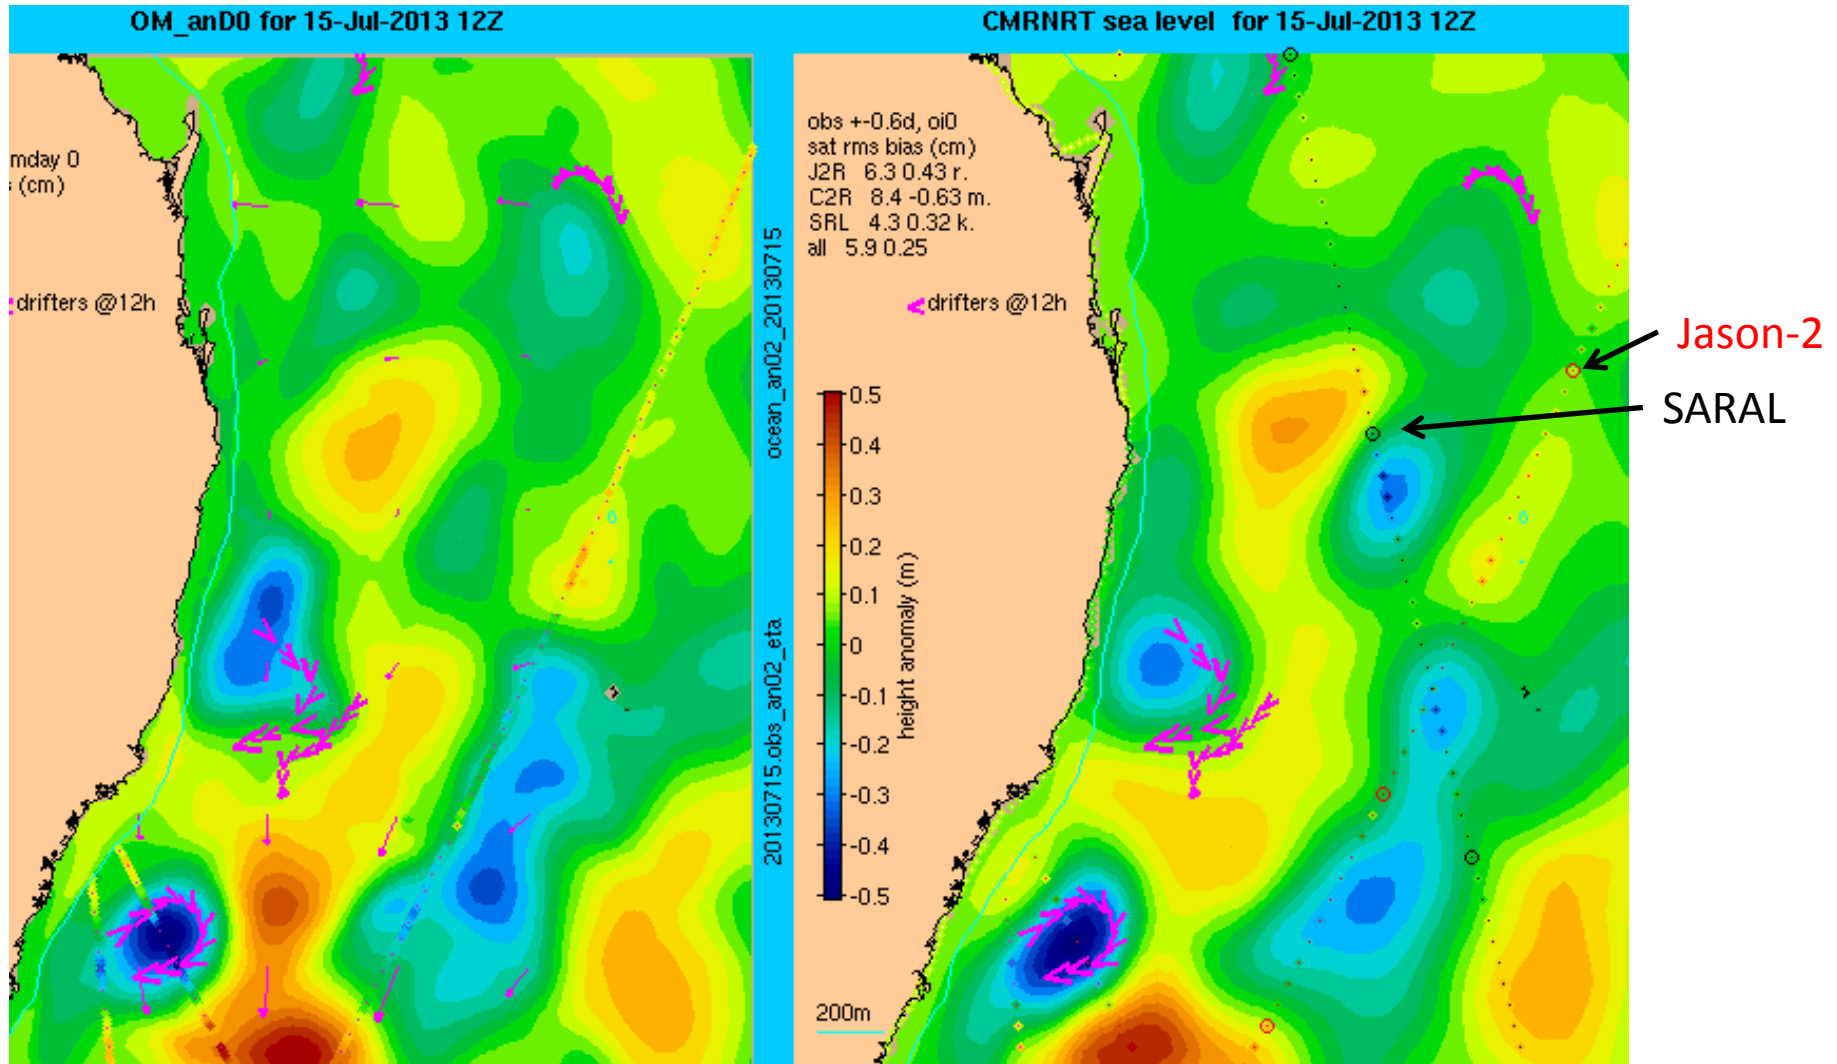 OM_anD0 for 15-Jul-2013 12Z
mday 0
(cm)
drifters @12h
ocean_an02_20130715
20130715.obs_an02_eta
CMRNRT sea level for 15-Jul-2013 12Z
obs +-0.6d, oi0
sat rms bias (cm)
J2R 6.3 0.43 r.
C2R 8.4 -0.63 m.
SRL 4.3 0.32 k.
all 5.9 0.25
drifters @12h
0.5
0.4
0.3
0.2
0.1
0
-0.1
-0.2
-0.3
-0.4
-0.5
height anomaly (m)
200m
Jason-2
SARAL